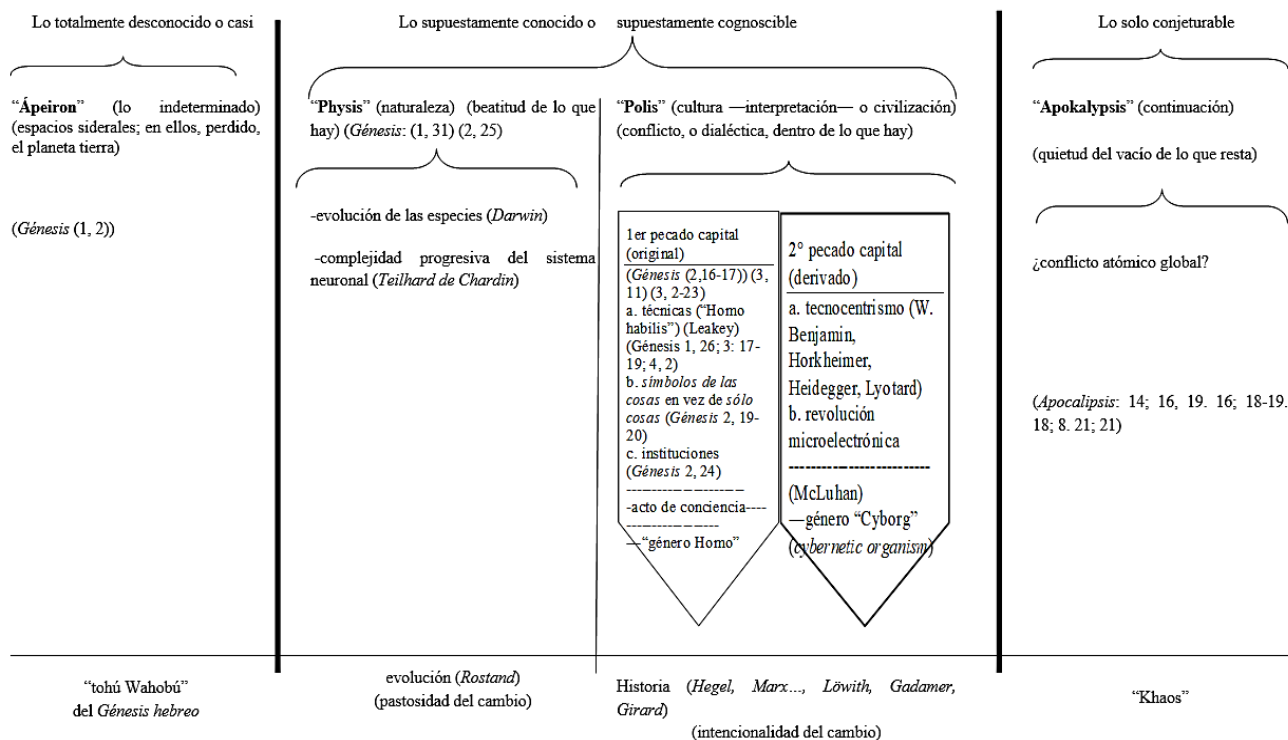 Lo totalmente desconocido o casi
“Ápeiron” (lo indeterminado)
(espacios siderales; en ellos, perdido,
el planeta tierra)
(Génesis (1, 2))
“tohú Wahobú”
del Génesis hebreo
Lo supuestamente conocido o supuestamente cognoscible
“Physis” (naturaleza) (beatitud de lo que
hay) (Génesis: (1, 31) (2, 25)
-evolución de las especies (Darwin)
-complejidad progresiva del sistema
neuronal (Teilhard de Chardin)
evolución (Rostand)
(pastosidad del cambio)
“Polis” (cultura —interpretación— o civilización)
(conflicto, o dialéctica, dentro de lo que hay)
1er pecado capital
(original)
(Génesis (2,16-17)) (3,
11) (3, 2-23)
a. técnicas (“Homo
habilis”) (Leakey)
(Génesis 1, 26; 3: 17-
19; 4, 2)
b. símbolos de las
cosas en vez de sólo
cosas (Génesis 2, 19-
20)
c. instituciones
(Génesis 2, 24)
-----------------------
-acto de conciencia----
------------------
—“género Homo”
2° pecado capital
(derivado)
a. tecnocentrismo (W.
Benjamin,
Horkheimer,
Heidegger, Lyotard)
b. revolución
microelectrónica
--------------------------
(McLuhan)
—género “Cyborg”
(cybernetic organism)
Historia (Hegel, Marx..., Löwith, Gadamer,
Girard)
(intencionalidad del cambio)
Lo solo conjeturable
“Apokalypsis” (continuación)
(quietud del vacío de lo que resta)
¿conflicto atómico global?
(Apocalipsis: 14; 16, 19. 16; 18-19.
18; 8. 21; 21)
“Khaos”